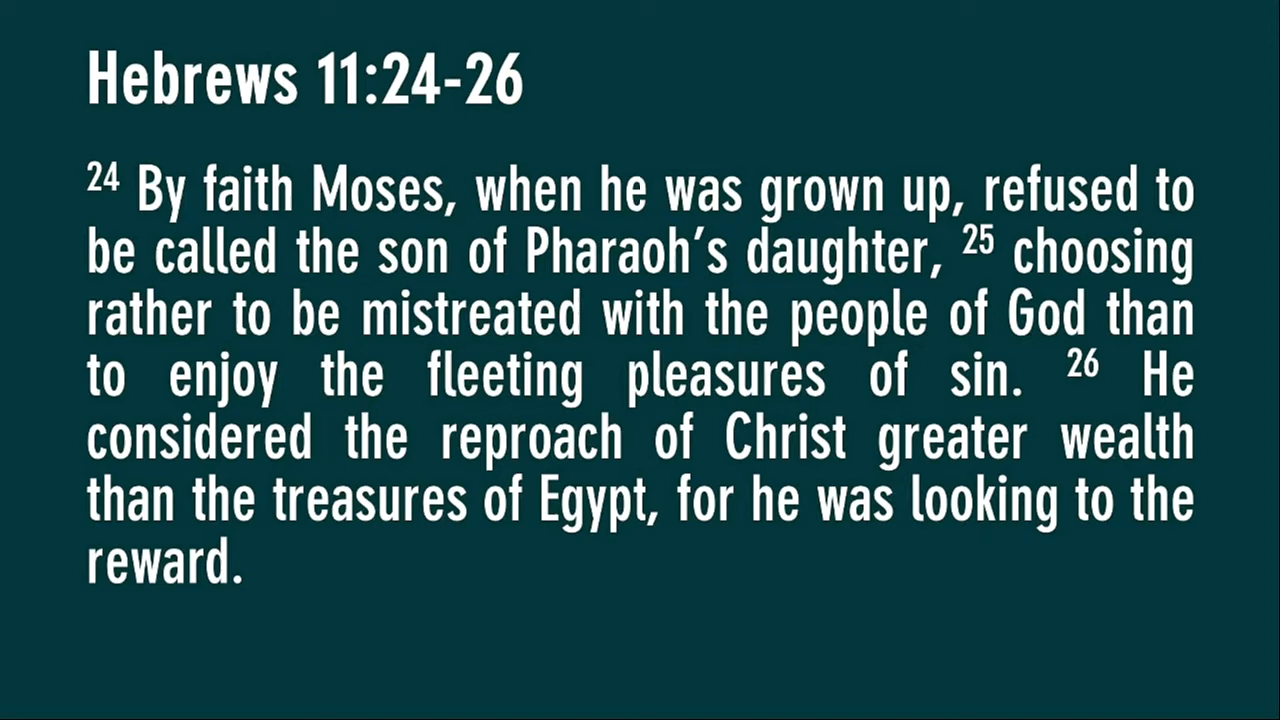 Hebrews 11:24-26
24 By faith Moses, when he was grown up, refused to
be called the son of Pharaoh’s daughter, 25 choosing
rather to be mistreated with the people of God than
to enjoy the fleeting pleasures of sin. 26 He
considered the reproach of Christ greater wealth
than the treasures of Egypt, for he was looking to the
reward.